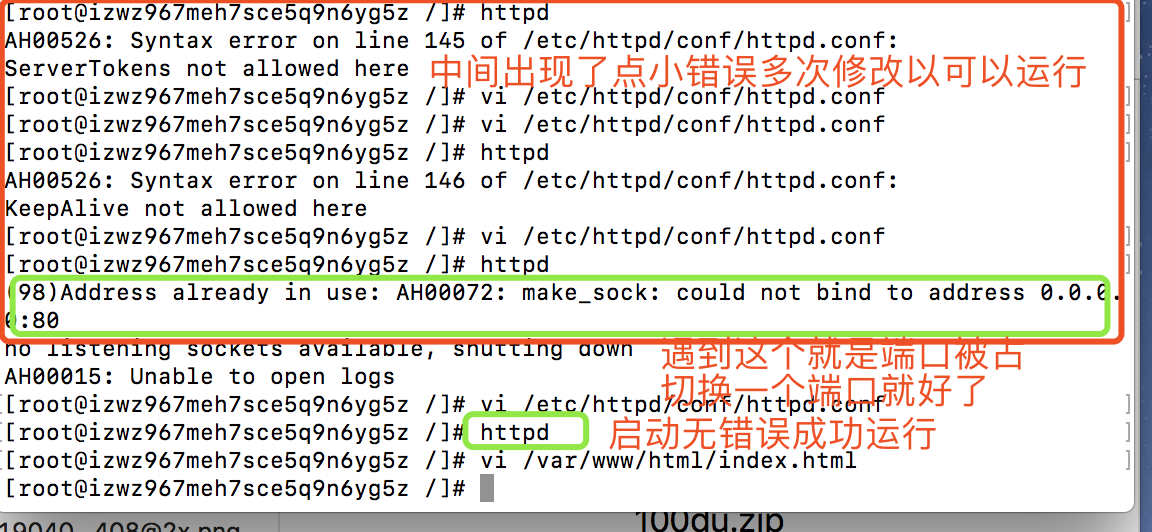 [root@izwz967meh7sce5q9n6yg5z /]# httpd
AH00526: Syntax error on line 145 of /etc/httpd/conf/httpd.conf:
ServerTokens not allowed here 中间出现了点小错误多次修改以可以运行
[root@izwz967meh7sce5q9n6yg5z /]# vi /etc/httpd/conf/httpd.conf
[root@izwz967meh7sce5q9n6yg5z /]# vi /etc/httpd/conf/httpd.conf
[root@izwz967meh7sce5q9n6yg5z /]# httpd
AH00526: Syntax error on line 146 of /etc/httpd/conf/httpd.conf:
KeepAlive not allowed here
[root@izwz967meh7sce5q9n6yg5z /]# vi /etc/httpd/conf/httpd.conf
[root@izwz967meh7sce5q9n6yg5z /]# httpd
(98)Address already in use: AH00072: make_sock: could not bind to address 0.0.0.
0:80
no listening sockets available, shutting down 遇到这个就是端口被占
AH00015: Unable to open logs 切换一个端口就好了
[root@izwz967meh7sce5q9n6yg5z /]# vi /etc/httpd/conf/httpd.conf
[root@izwz967meh7sce5q9n6yg5z /]# httpd 启动无错误成功运行
[root@izwz967meh7sce5q9n6yg5z /]# vi /var/www/html/index.html
[root@izwz967meh7sce5q9n6yg5z /]#
19040 408@2x.png
100du.zip